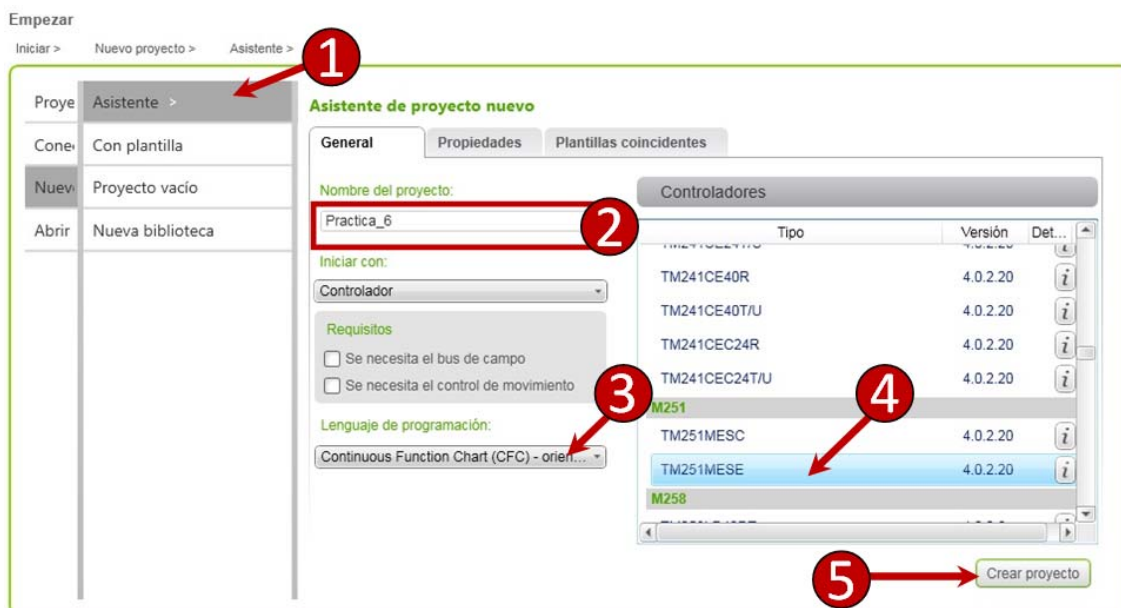 Empezar
Iniciar > Nuevo proyecto > Asistente >
1
Proye
Cone
Nuev
Abrir
Asistente >
Con plantilla
Proyecto vacío
Nueva biblioteca
Asistente de proyecto nuevo
General Propiedades Plantillas coincidentes
Nombre del proyecto:
Practica_6
2
Iniciar con:
Controlador
Requisitos
Se necesita el bus de campo
Se necesita el control de movimiento
3
Lenguaje de programación:
Continuous Function Chart (CFC) - orien...
Controladores
Tipo Versión Det...
TM241CE40R 4.0.2.20 i
TM241CE40T/U 4.0.2.20 i
TM241CEC24R 4.0.2.20 i
TM241CEC24T/U 4.0.2.20 i
M251
4
TM251MESC 4.0.2.20 i
TM251MESE 4.0.2.20 i
M258
5
Crear proyecto